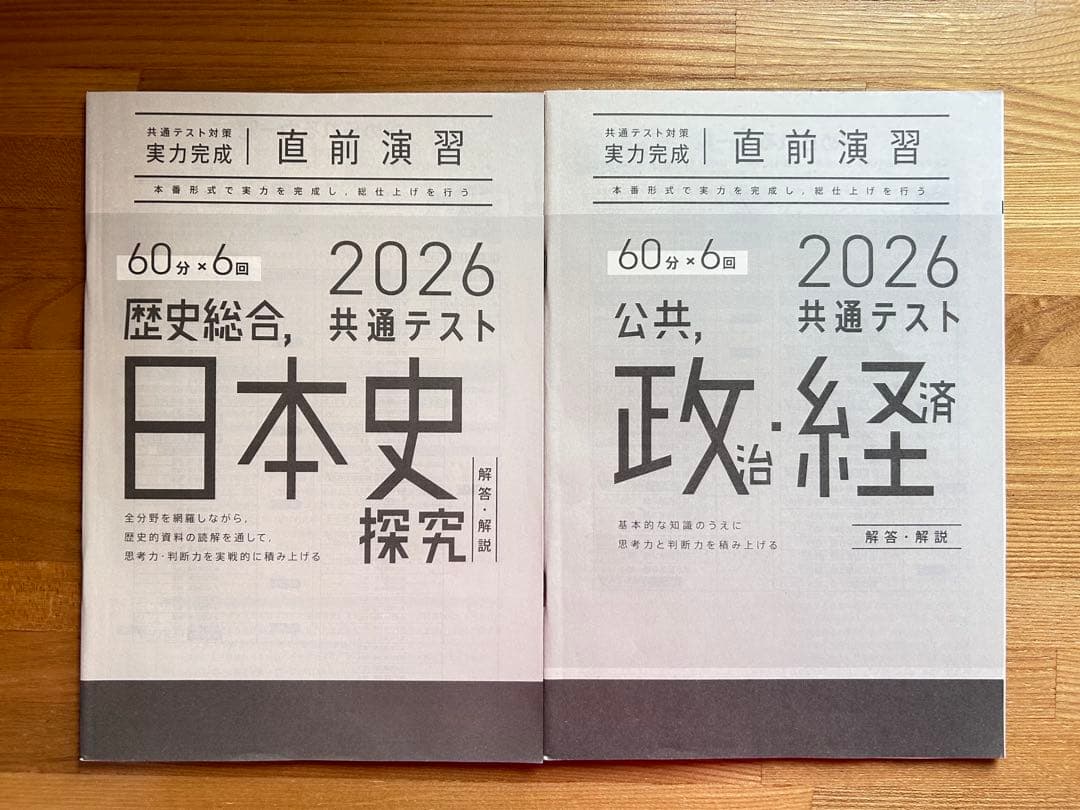 共通テスト対策
実力完成
直前演習
本番形式で実力を完成し，総仕上げを行う
60分×6回
2026
歴史総合,
共通テスト
日本史
探究
解答・解説
全分野を網羅しながら，
歴史的資料の読解を通して，
思考力・判断力を実戦的に積み上げる
共通テスト対策
実力完成
直前演習
本番形式で実力を完成し，総仕上げを行う
60分×6回
2026
公共,
共通テスト
政治・経済
基本的な知識のうえに
思考力と判断力を積み上げる
解答・解説